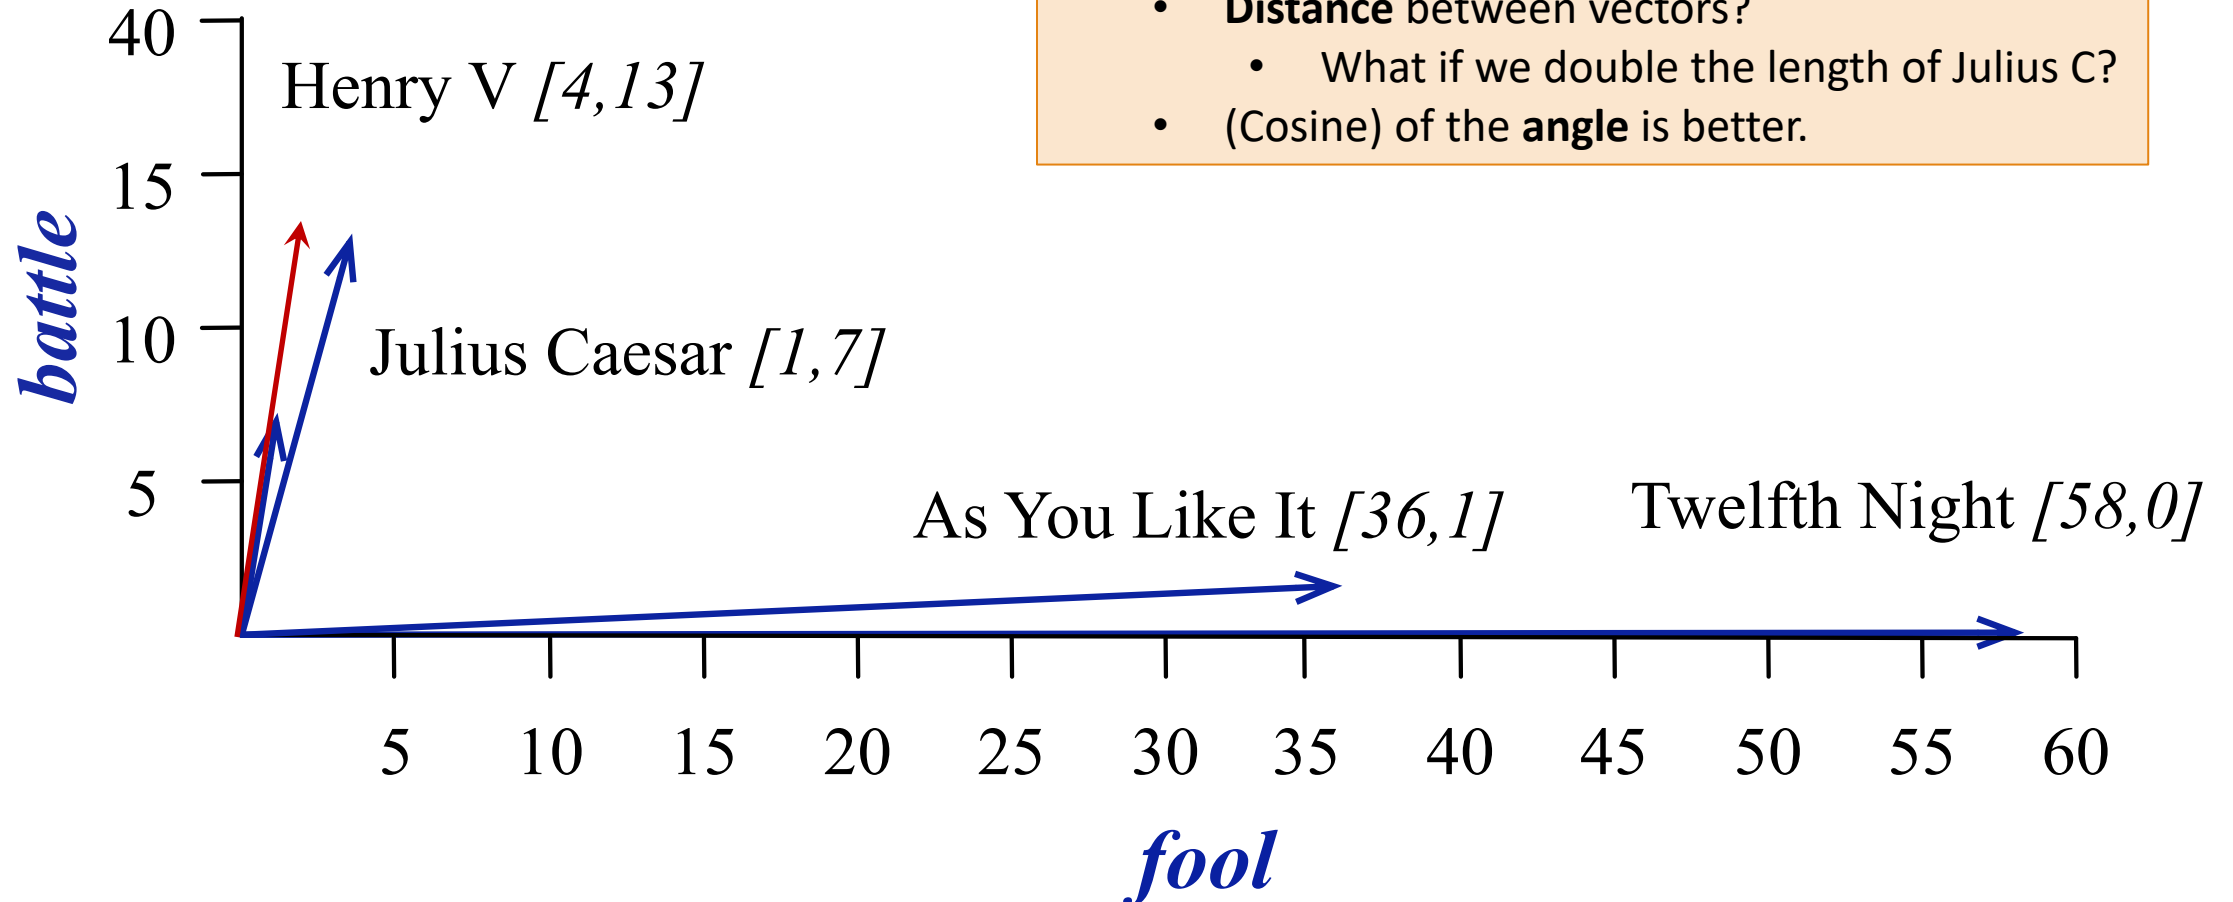 40
Henry V [4,13]
15
10
5
battle
Distance between vectors?
What if we double the length of Julius C?
(Cosine) of the angle is better.
Julius Caesar [1,7]
As You Like It [36,1]
Twelfth Night [58,0]
5 10 15 20 25 30 35 40 45 50 55 60
fool